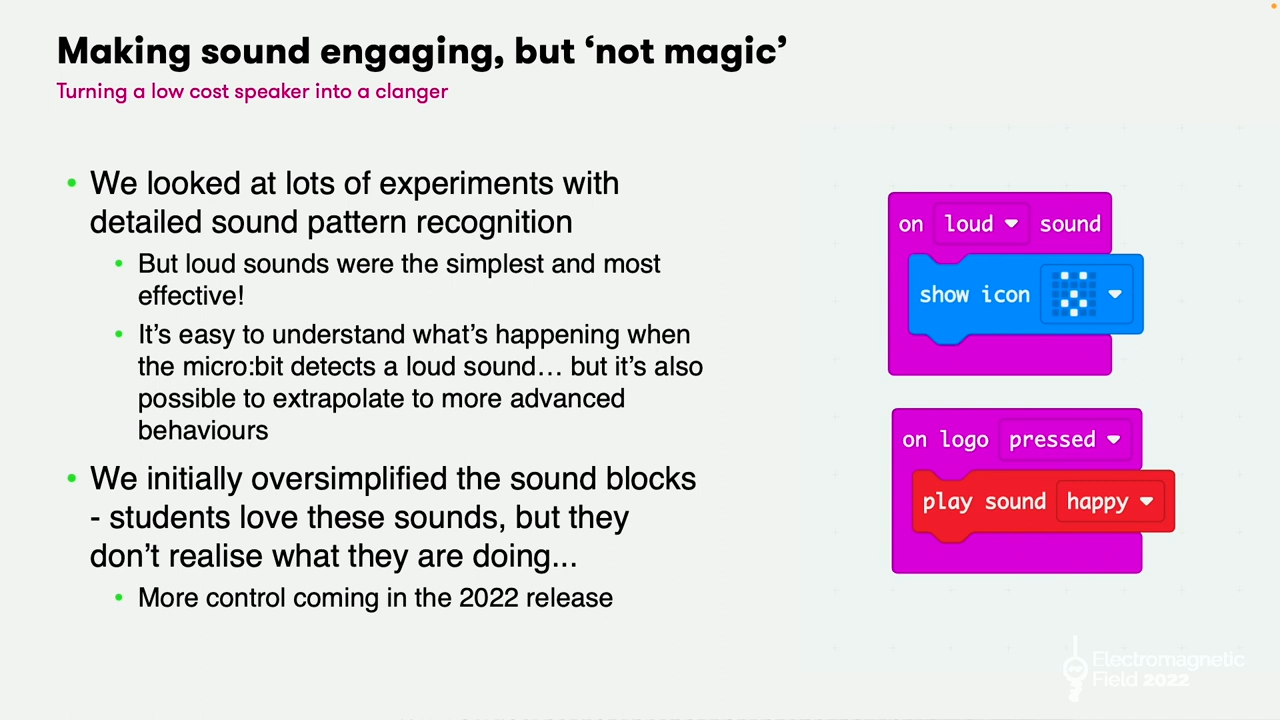 Making sound engaging, but ‘not magic’
Turning a low cost speaker into a clanger
• We looked at lots of experiments with
detailed sound pattern recognition
• But loud sounds were the simplest and most
effective!
• It’s easy to understand what’s happening when
the micro:bit detects a loud sound… but it’s also
possible to extrapolate to more advanced
behaviours
• We initially oversimplified the sound blocks
- students love these sounds, but they
don’t realise what they are doing...
• More control coming in the 2022 release
on loud sound
show icon
on logo pressed
play sound happy
Electromagnetic
Field 2022